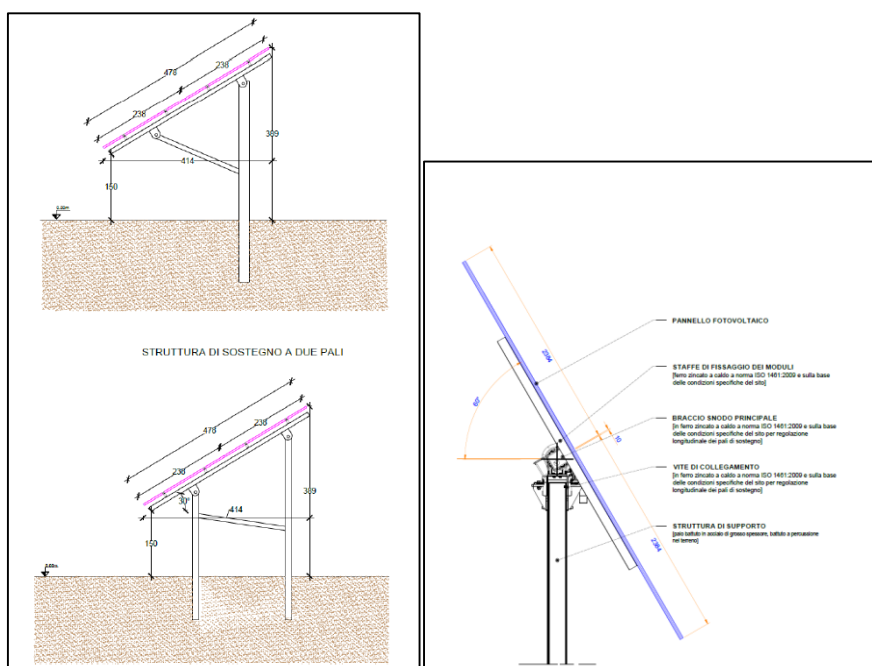 478
238
238
389
414
150
0.00m
STRUTTURA DI SOSTEGNO A DUE PALI
478
238
238
30°
414
389
150
0.00m
PANNELLO FOTOVOLTAICO
STAFFE DI FISSAGGIO DEI MODULI
[ferro zincato a caldo a norma ISO 1461:2009 e sulla base
delle condizioni specifiche del sito]
BRACCIO SNODO PRINCIPALE
[in ferro zincato a caldo a norma ISO 1461:2009 e sulla base
delle condizioni specifiche del sito per regolazione
longitudinale dei pali di sostegno]
VITE DI COLLEGAMENTO
[in ferro zincato a caldo a norma ISO 1461:2009 e sulla base
delle condizioni specifiche del sito per regolazione
longitudinale dei pali di sostegno]
STRUTTURA DI SUPPORTO
[palo battuto in acciaio di grosso spessore, battuto a percussione
nel terreno]
2384
60°
10
2384